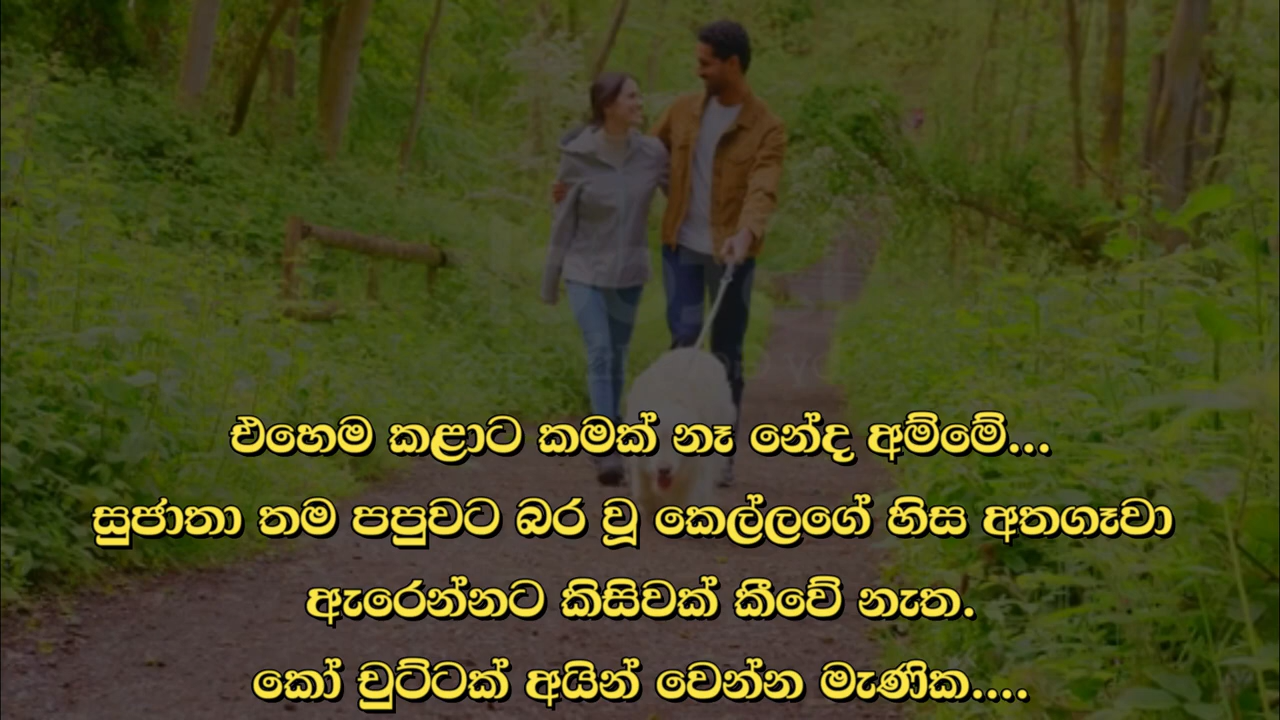 එහෙම කළාට කමක් නෑ නේද අම්මේ...
සුජාතා තම පපුවට බර වූ කෙල්ලගේ හිස අතගෑවා
ඇරෙන්නට කිසිවක් කීවේ නැත.
කෝ චුට්ටක් අයින් වෙන්න මැණික....